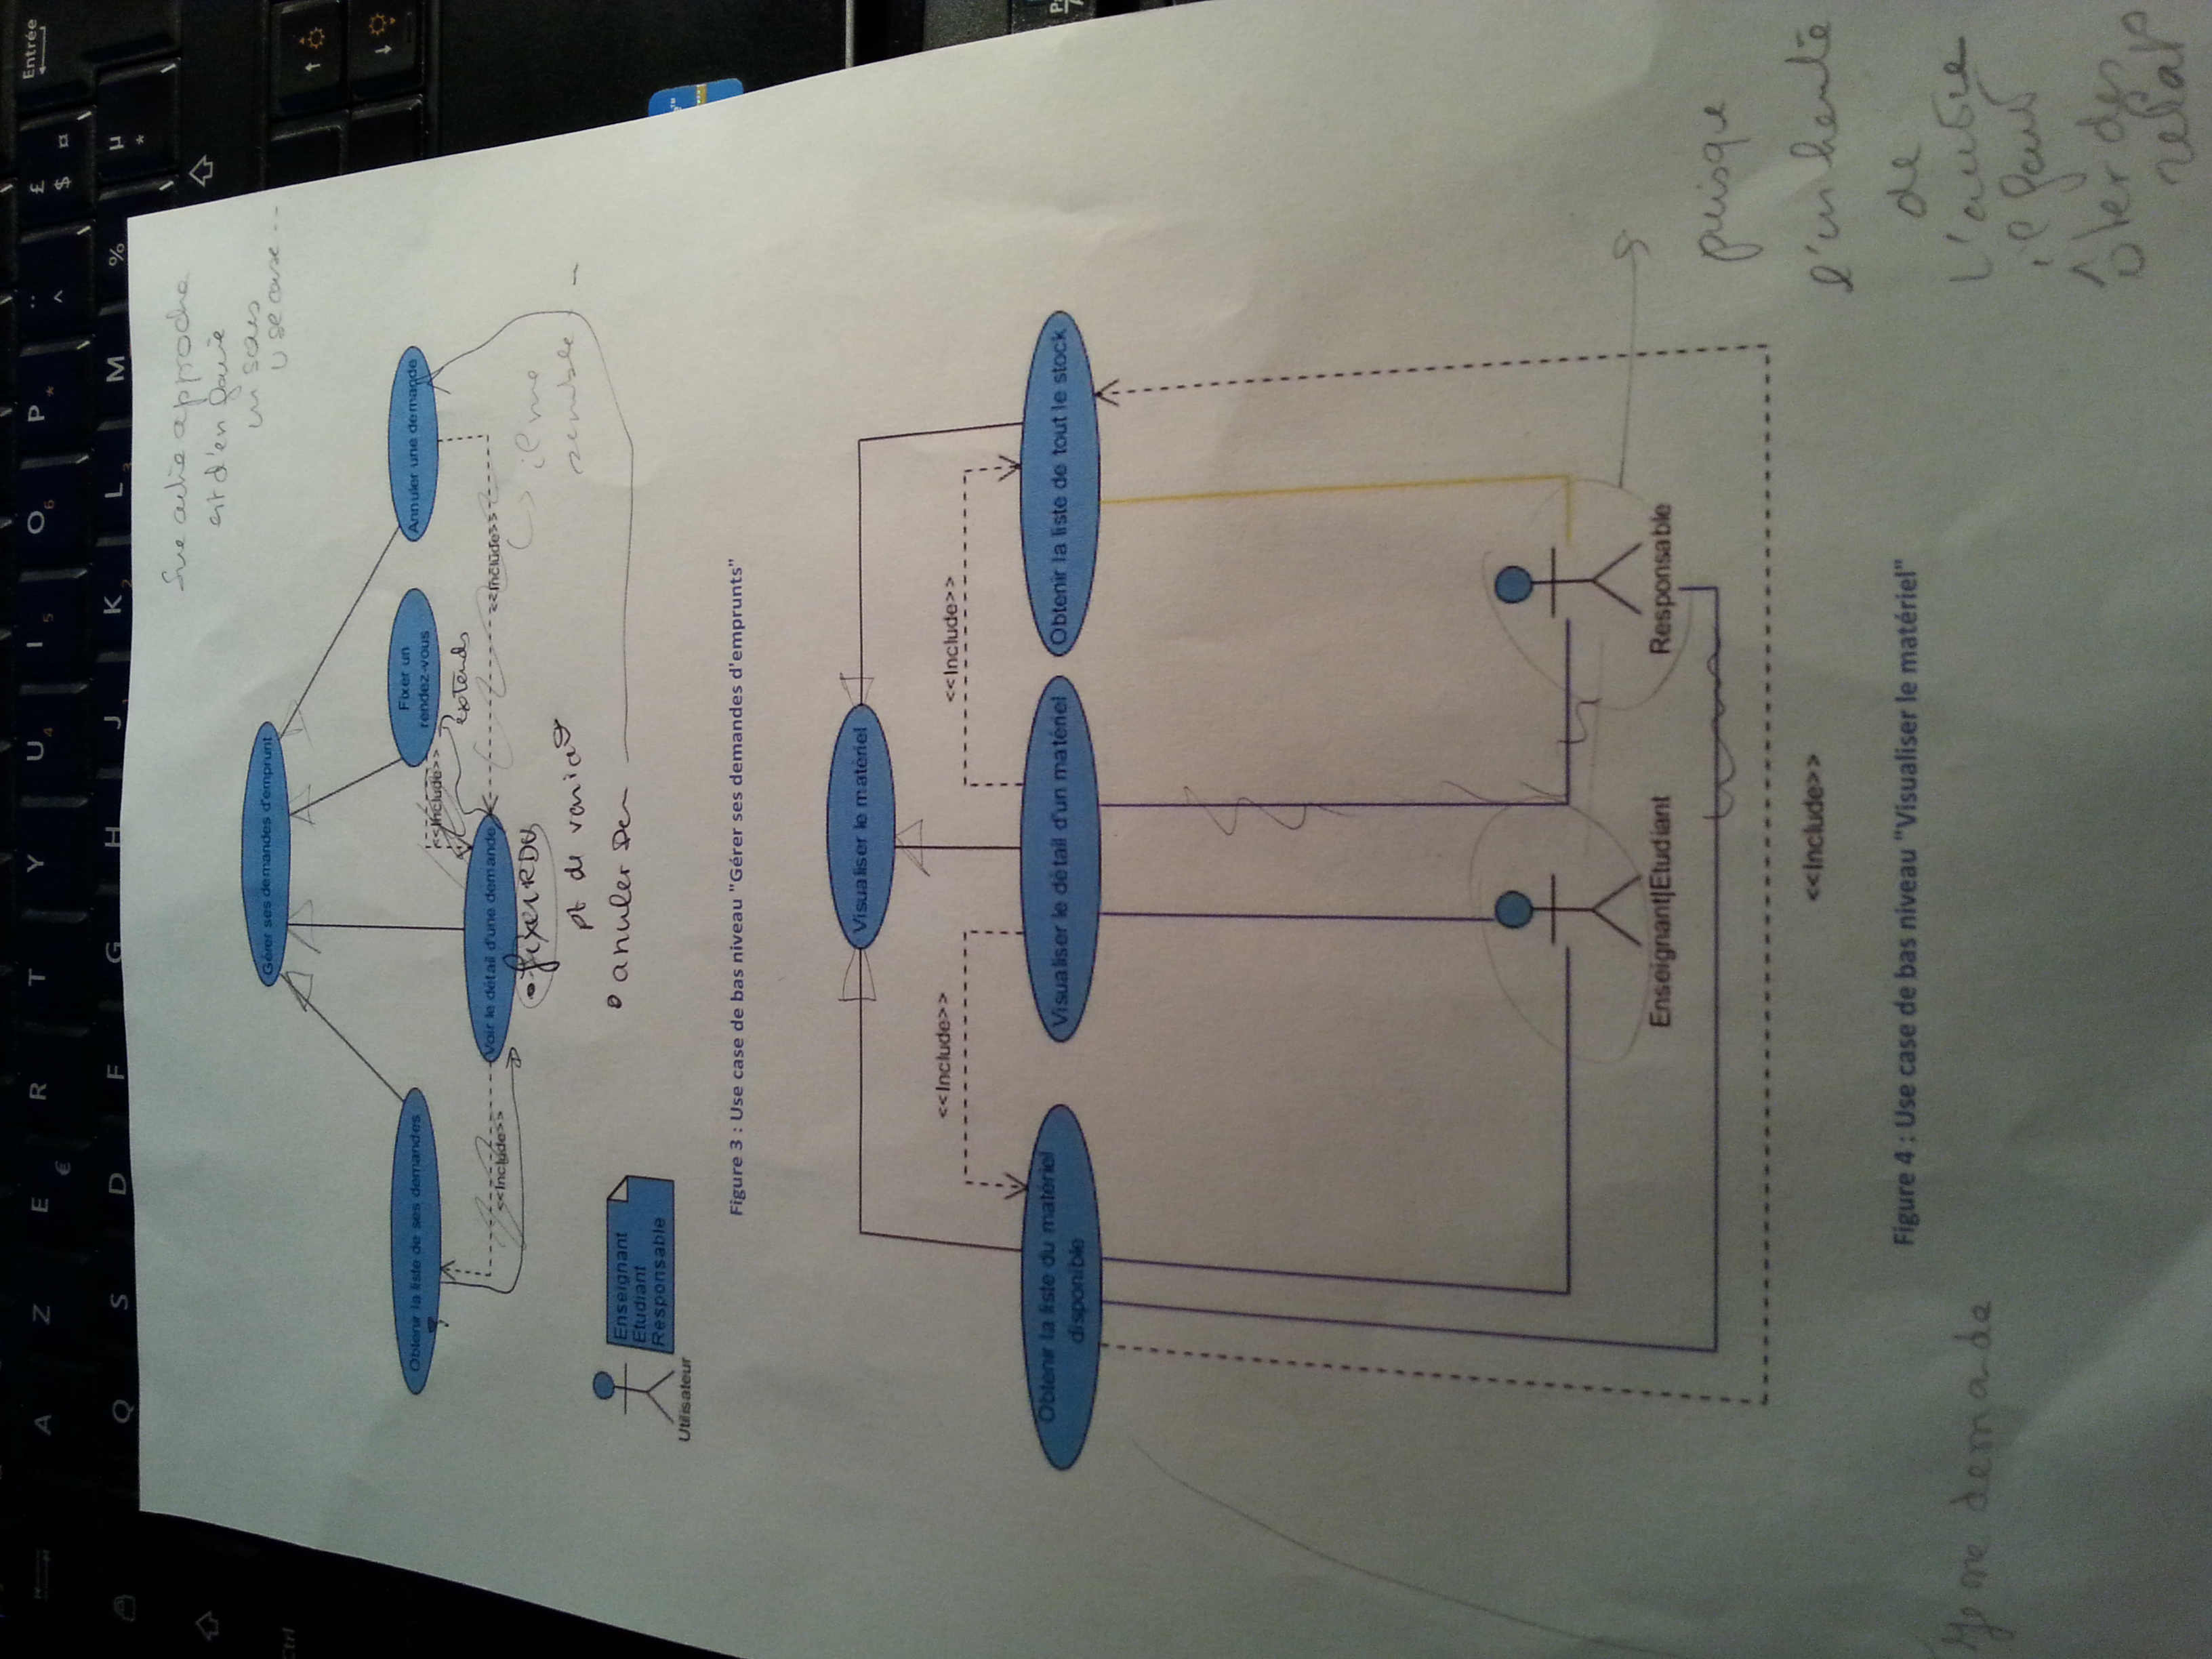 A Z E R T Y U I O P ¨ £ Entrée
€ 4 5 6 * ^ $ ¤
Q S D F G H J K L M % µ
1 2 3 *
Ctrl
autre approche
est d'en faire
un sous
use case --
Gérer ses demandes d'emprunt
Obtenir la liste de ses demandes
Fixer un
rendez-vous
Annuler une demande
<<Include>>
extends
Voir le détail d'une demande
<<Include>>
<<Include>>
• fixer RDV
il me
semble - --
pt de
• anuler
Enseignant
Etudiant
Responsable
Utilisateur
Figure 3 : Use case de bas niveau "Gérer ses demandes d'emprunts"
Visualiser le matériel
<<Include>>
<<Include>>
Obtenir la liste du matériel
disponible
Visualiser le détail d'un matériel
Obtenir la liste de tout le stock
Enseignant|Etudiant
Responsable
puisque
<<Include>>
l'un hérite
Figure 4 : Use case de bas niveau "Visualiser le matériel"
de
l'autre
Je me demande
il faut
ôter des
relat°